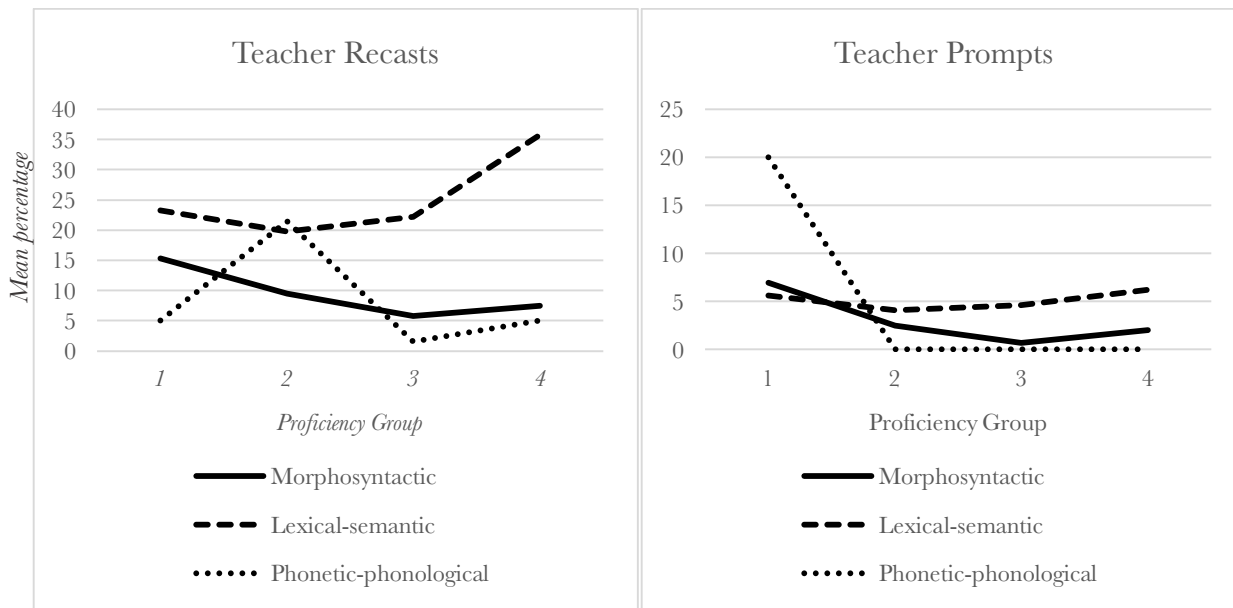 Teacher Recasts
Mean percentage
40
35
30
25
20
15
10
5
0
1 2 3 4
Proficiency Group
Morphosyntactic
Lexical-semantic
Phonetic-phonological
Teacher Prompts
25
20
15
10
5
0
1 2 3 4
Proficiency Group
Morphosyntactic
Lexical-semantic
Phonetic-phonological